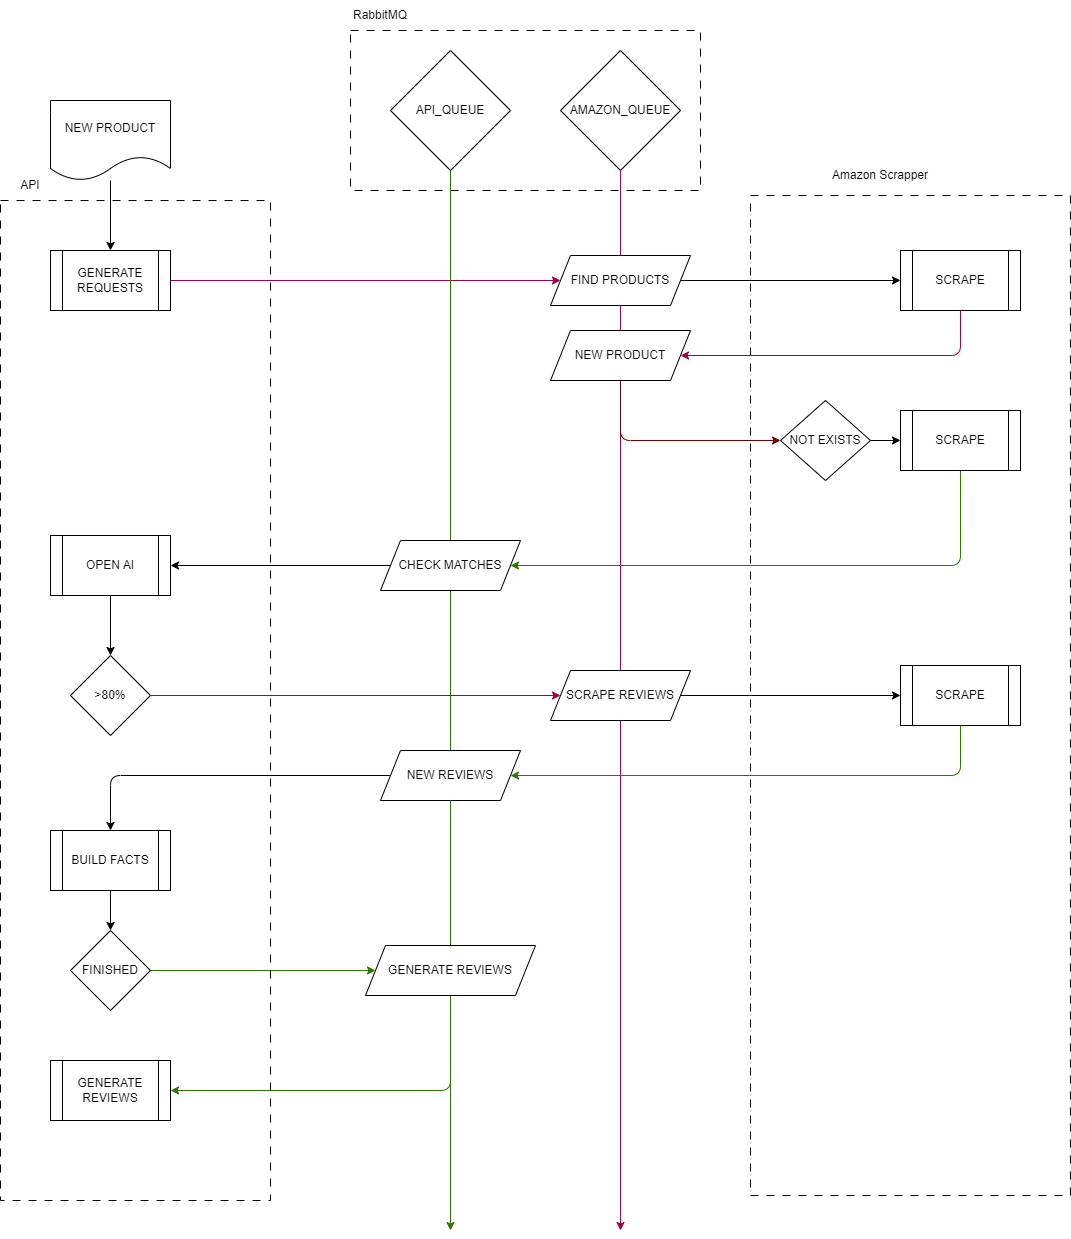 RabbitMQ
API_QUEUE
AMAZON_QUEUE
NEW PRODUCT
API
Amazon Scrapper
GENERATE
REQUESTS
FIND PRODUCTS
SCRAPE
NEW PRODUCT
NOT EXISTS
SCRAPE
OPEN AI
CHECK MATCHES
>80%
SCRAPE REVIEWS
SCRAPE
NEW REVIEWS
BUILD FACTS
FINISHED
GENERATE REVIEWS
GENERATE
REVIEWS